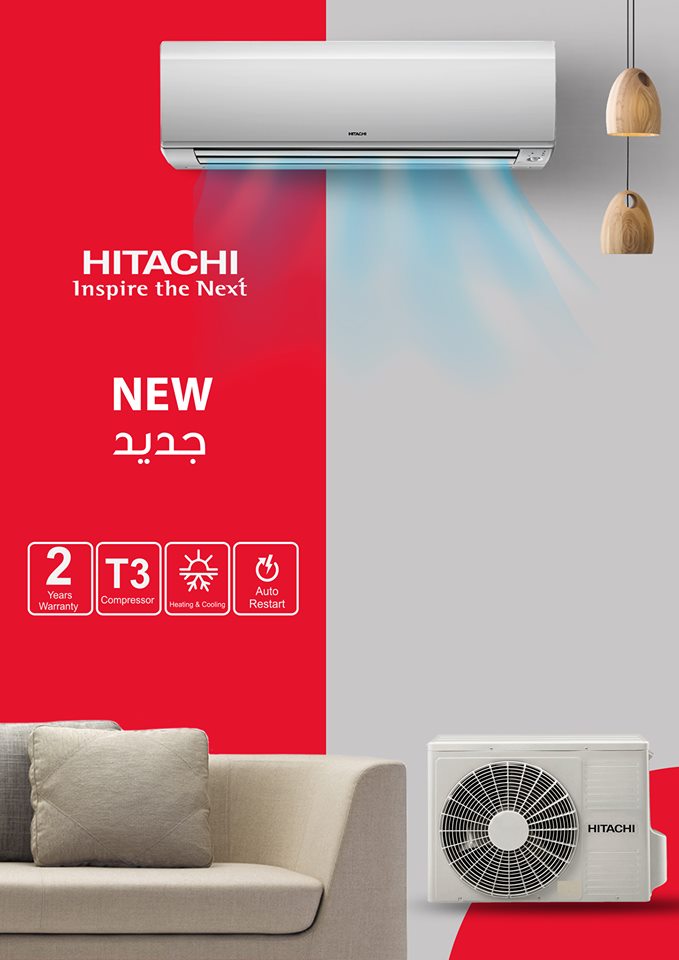 HITACHI
HITACHI
Inspire the Next
NEW
جديد
2
Years
Warranty
T3
Compressor
Heating & Cooling
Auto
Restart
HITACHI